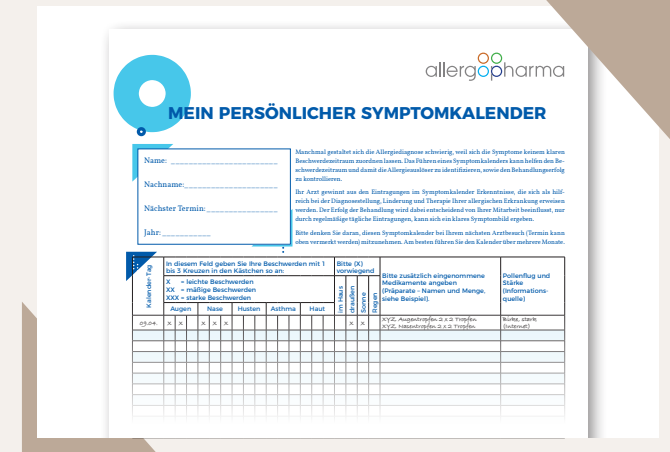 allergopharma
MEIN PERSÖNLICHER SYMPTOMKALENDER
Name: ____________________________
Nachname:________________________
Nächster Termin:__________________
Jahr:____________
Manchmal gestaltet sich die Allergiediagnose schwierig, weil sich die Symptome keinem klaren
Beschwerdezeitraum zuordnen lassen. Das Führen eines Symptomkalenders kann helfen den Be-
schwerdezeitraum und damit die Allergieauslöser zu identifizieren, sowie den Behandlungserfolg
zu kontrollieren.
Ihr Arzt gewinnt aus den Eintragungen im Symptomkalender Erkenntnisse, die sich als hilf-
reich bei der Diagnosestellung, Linderung und Therapie Ihrer allergischen Erkrankung erweisen
werden. Der Erfolg der Behandlung wird dabei entscheidend von Ihrer Mitarbeit beeinflusst, nur
durch regelmäßige tägliche Eintragungen, kann sich ein klares Symptombild ergeben.
Bitte denken Sie daran, diesen Symptomkalender bei Ihrem nächsten Arztbesuch (Termin kann
oben vermerkt werden) mitzunehmen. Am besten führen Sie den Kalender über mehrere Monate.
Kalender-Tag
In diesem Feld geben Sie Ihre Beschwerden mit 1
bis 3 Kreuzen in den Kästchen so an:
X = leichte Beschwerden
XX = mäßige Beschwerden
XXX = starke Beschwerden
Augen Nase Husten Asthma Haut
Bitte (X)
vorwiegend
im Haus
draußen
Sonne
Regen
Bitte zusätzlich eingenommene
Medikamente angeben
(Präparate - Namen und Menge,
siehe Beispiel).
Pollenflug und
Stärke
(Informations-
quelle)
09.04. X X X X X X X
XYZ Augentropfen 2 x 2 Tropfen
XYZ Nasentropfen 2 x 2 Tropfen
Birke, stark
(Internet)